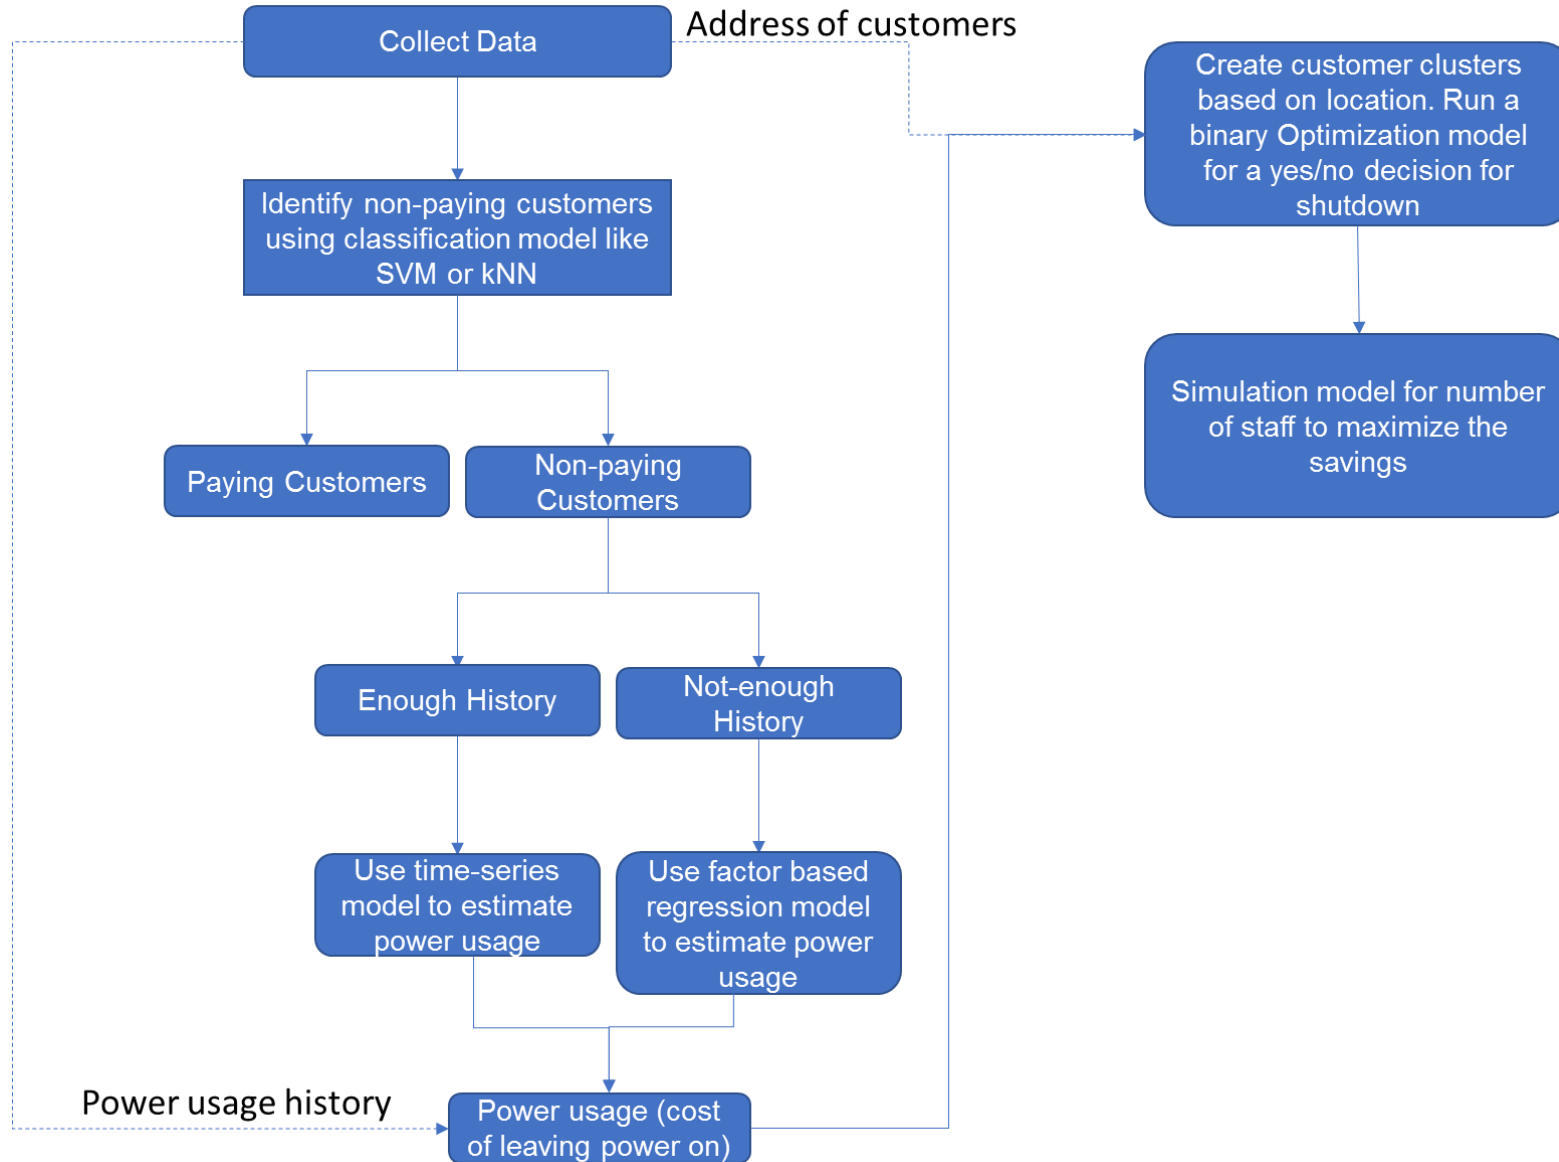 Collect Data
Address of customers
Create customer clusters
based on location. Run a
binary Optimization model
for a yes/no decision for
shutdown
Identify non-paying customers
using classification model like
SVM or kNN
Simulation model for number
of staff to maximize the
savings
Paying Customers
Non-paying
Customers
Enough History
Not-enough
History
Use time-series
model to estimate
power usage
Use factor based
regression model
to estimate power
usage
Power usage history
Power usage (cost
of leaving power on)